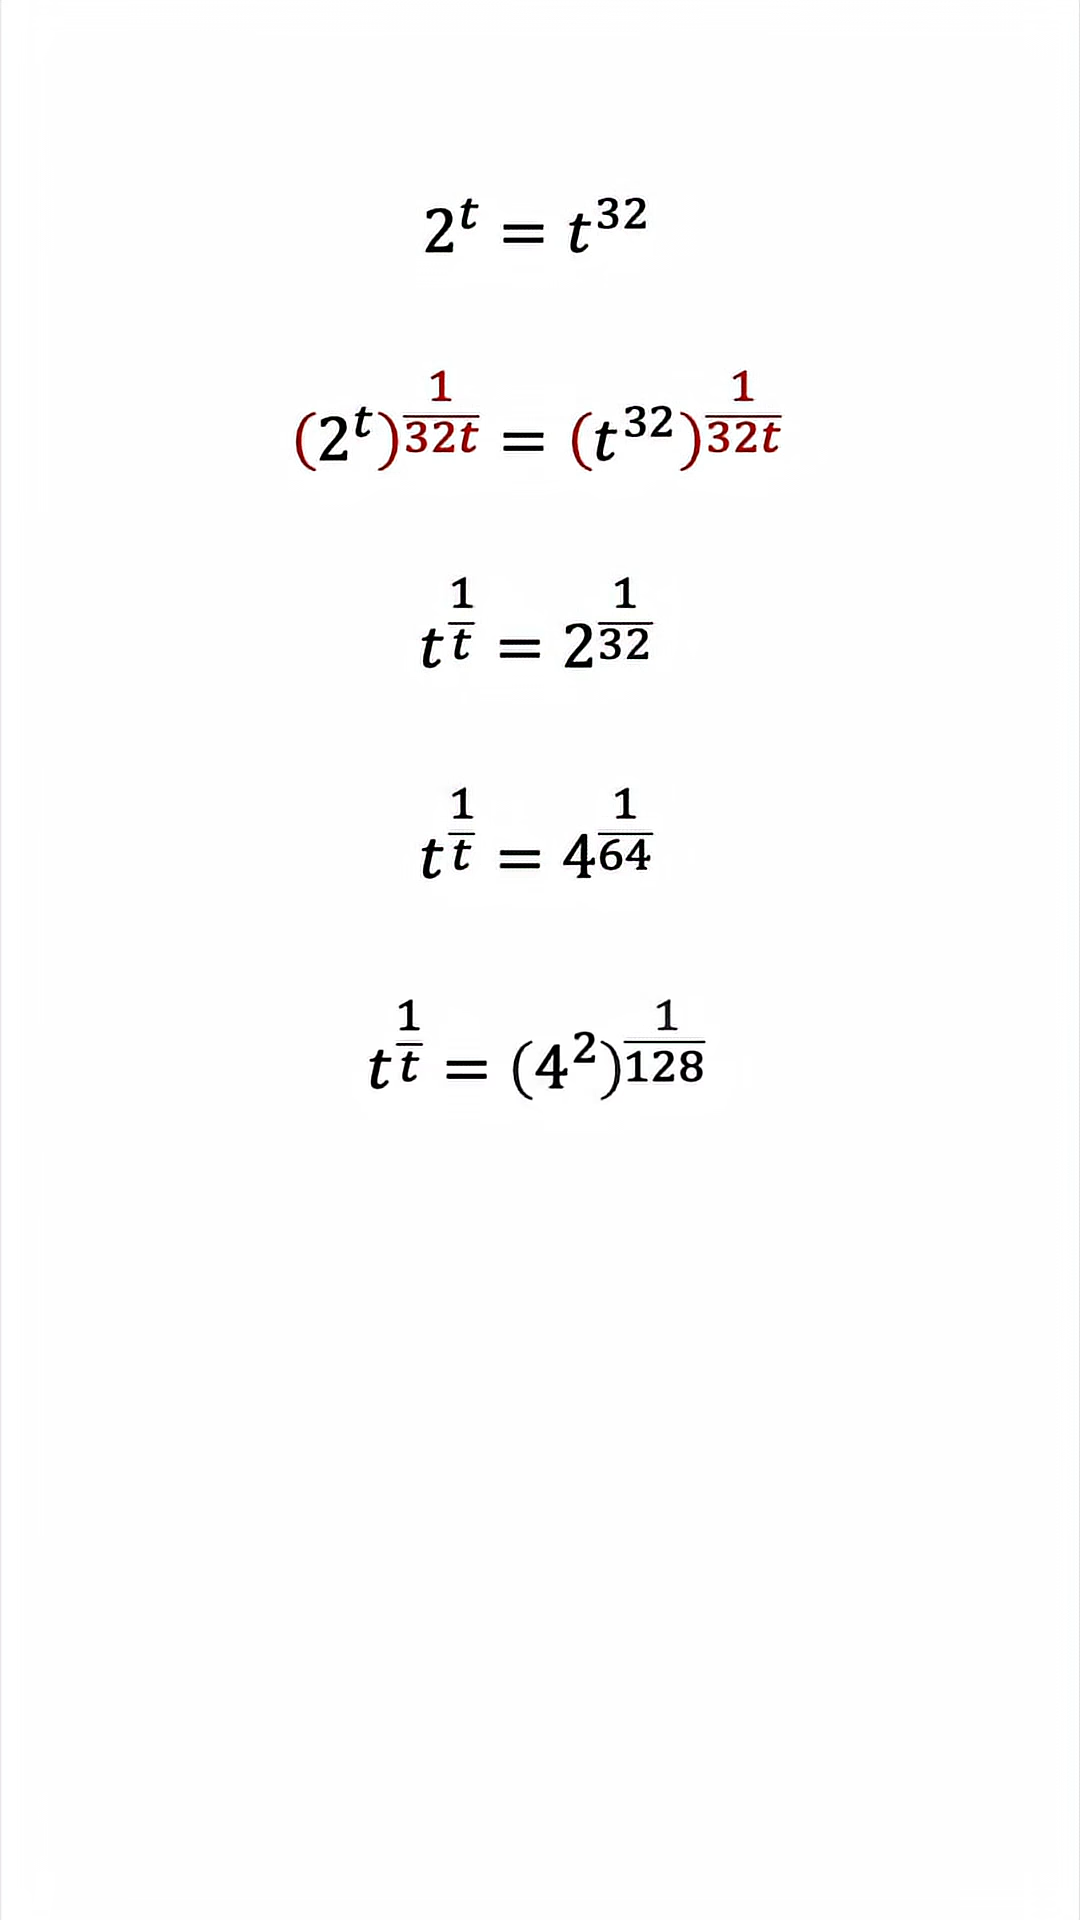 2^t = t^32
(2^t)^(1/32t) = (t^32)^(1/32t)
t^(1/t) = 2^(1/32)
t^(1/t) = 4^(1/64)
t^(1/t) = (4^2)^(1/128)